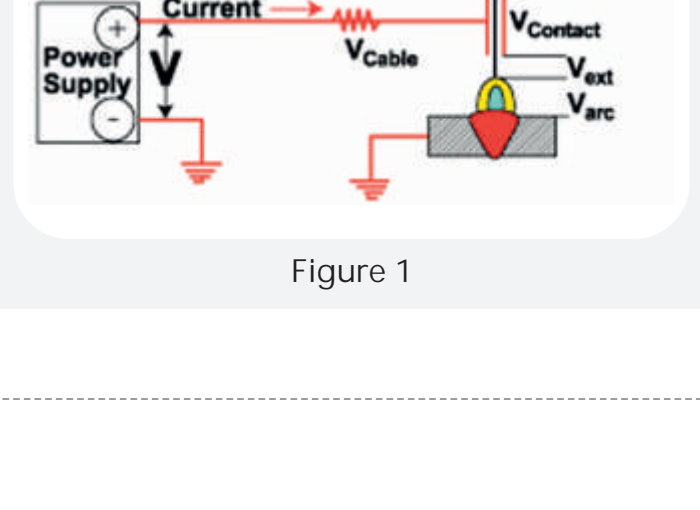 Current
+
VContact
Power
Supply
V
VCable
Vext
Varc
-
Figure 1